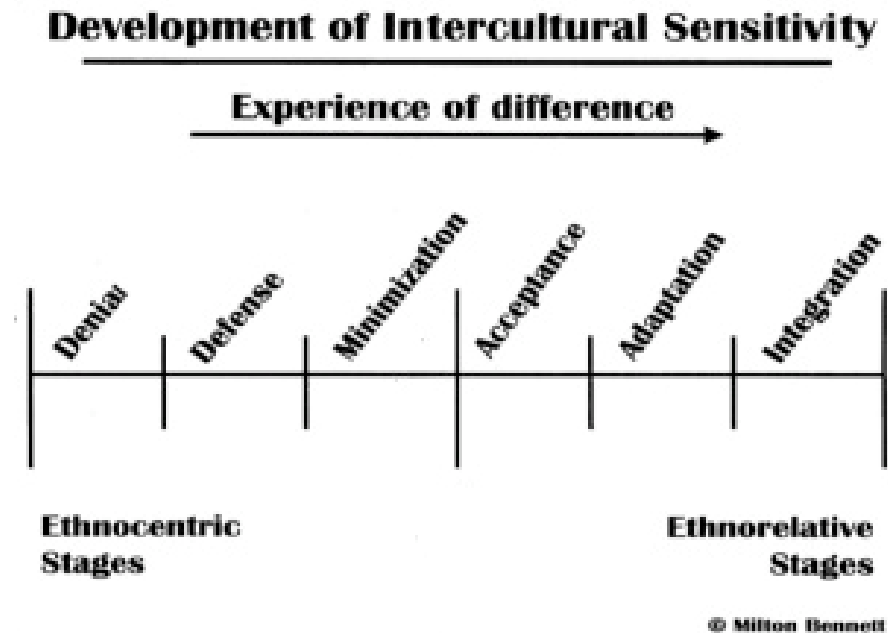 Development of Intercultural Sensitivity
Experience of difference
Denial
Defense
Minimization
Acceptance
Adaptation
Integration
Ethnocentric
Stages
Ethnorelative
Stages
© Milton Bennett